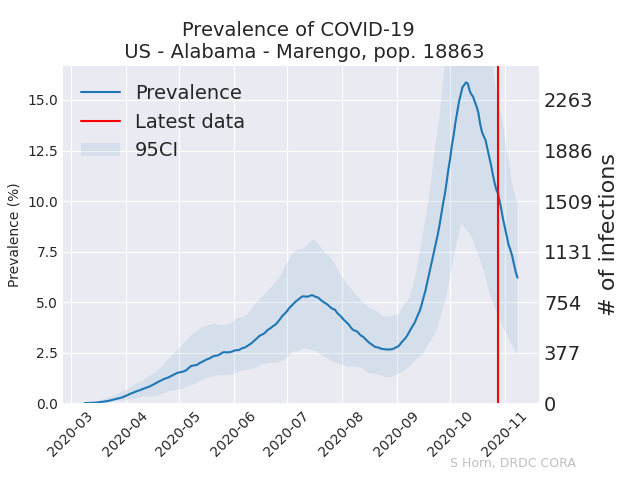 Prevalence of COVID-19
US - Alabama - Marengo, pop. 18863
Prevalence
Latest data
95CI
Prevalence (%)
15.0
12.5
10.0
7.5
5.0
2.5
0.0
2263
1886
1509
1131
754
377
0
# of infections
2020-03
2020-04
2020-05
2020-06
2020-07
2020-08
2020-09
2020-10
2020-11
S Horn, DRDC CORA